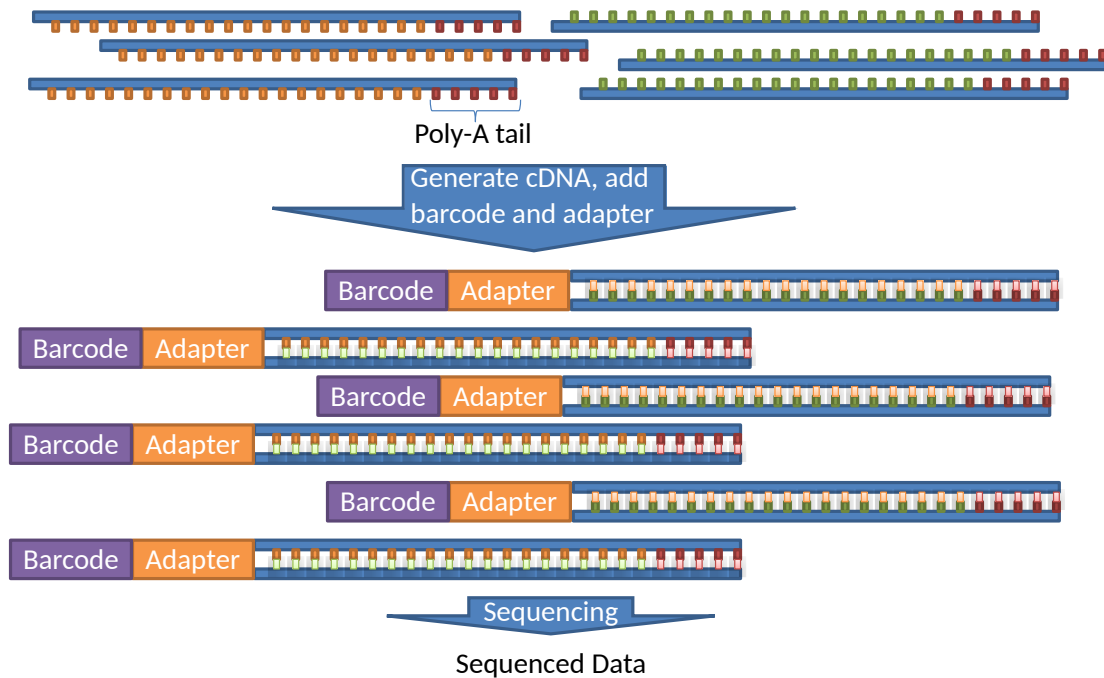 Poly-A tail
Generate cDNA, add
barcode and adapter
Barcode Adapter
Barcode Adapter
Barcode Adapter
Barcode Adapter
Barcode Adapter
Barcode Adapter
Sequencing
Sequenced Data